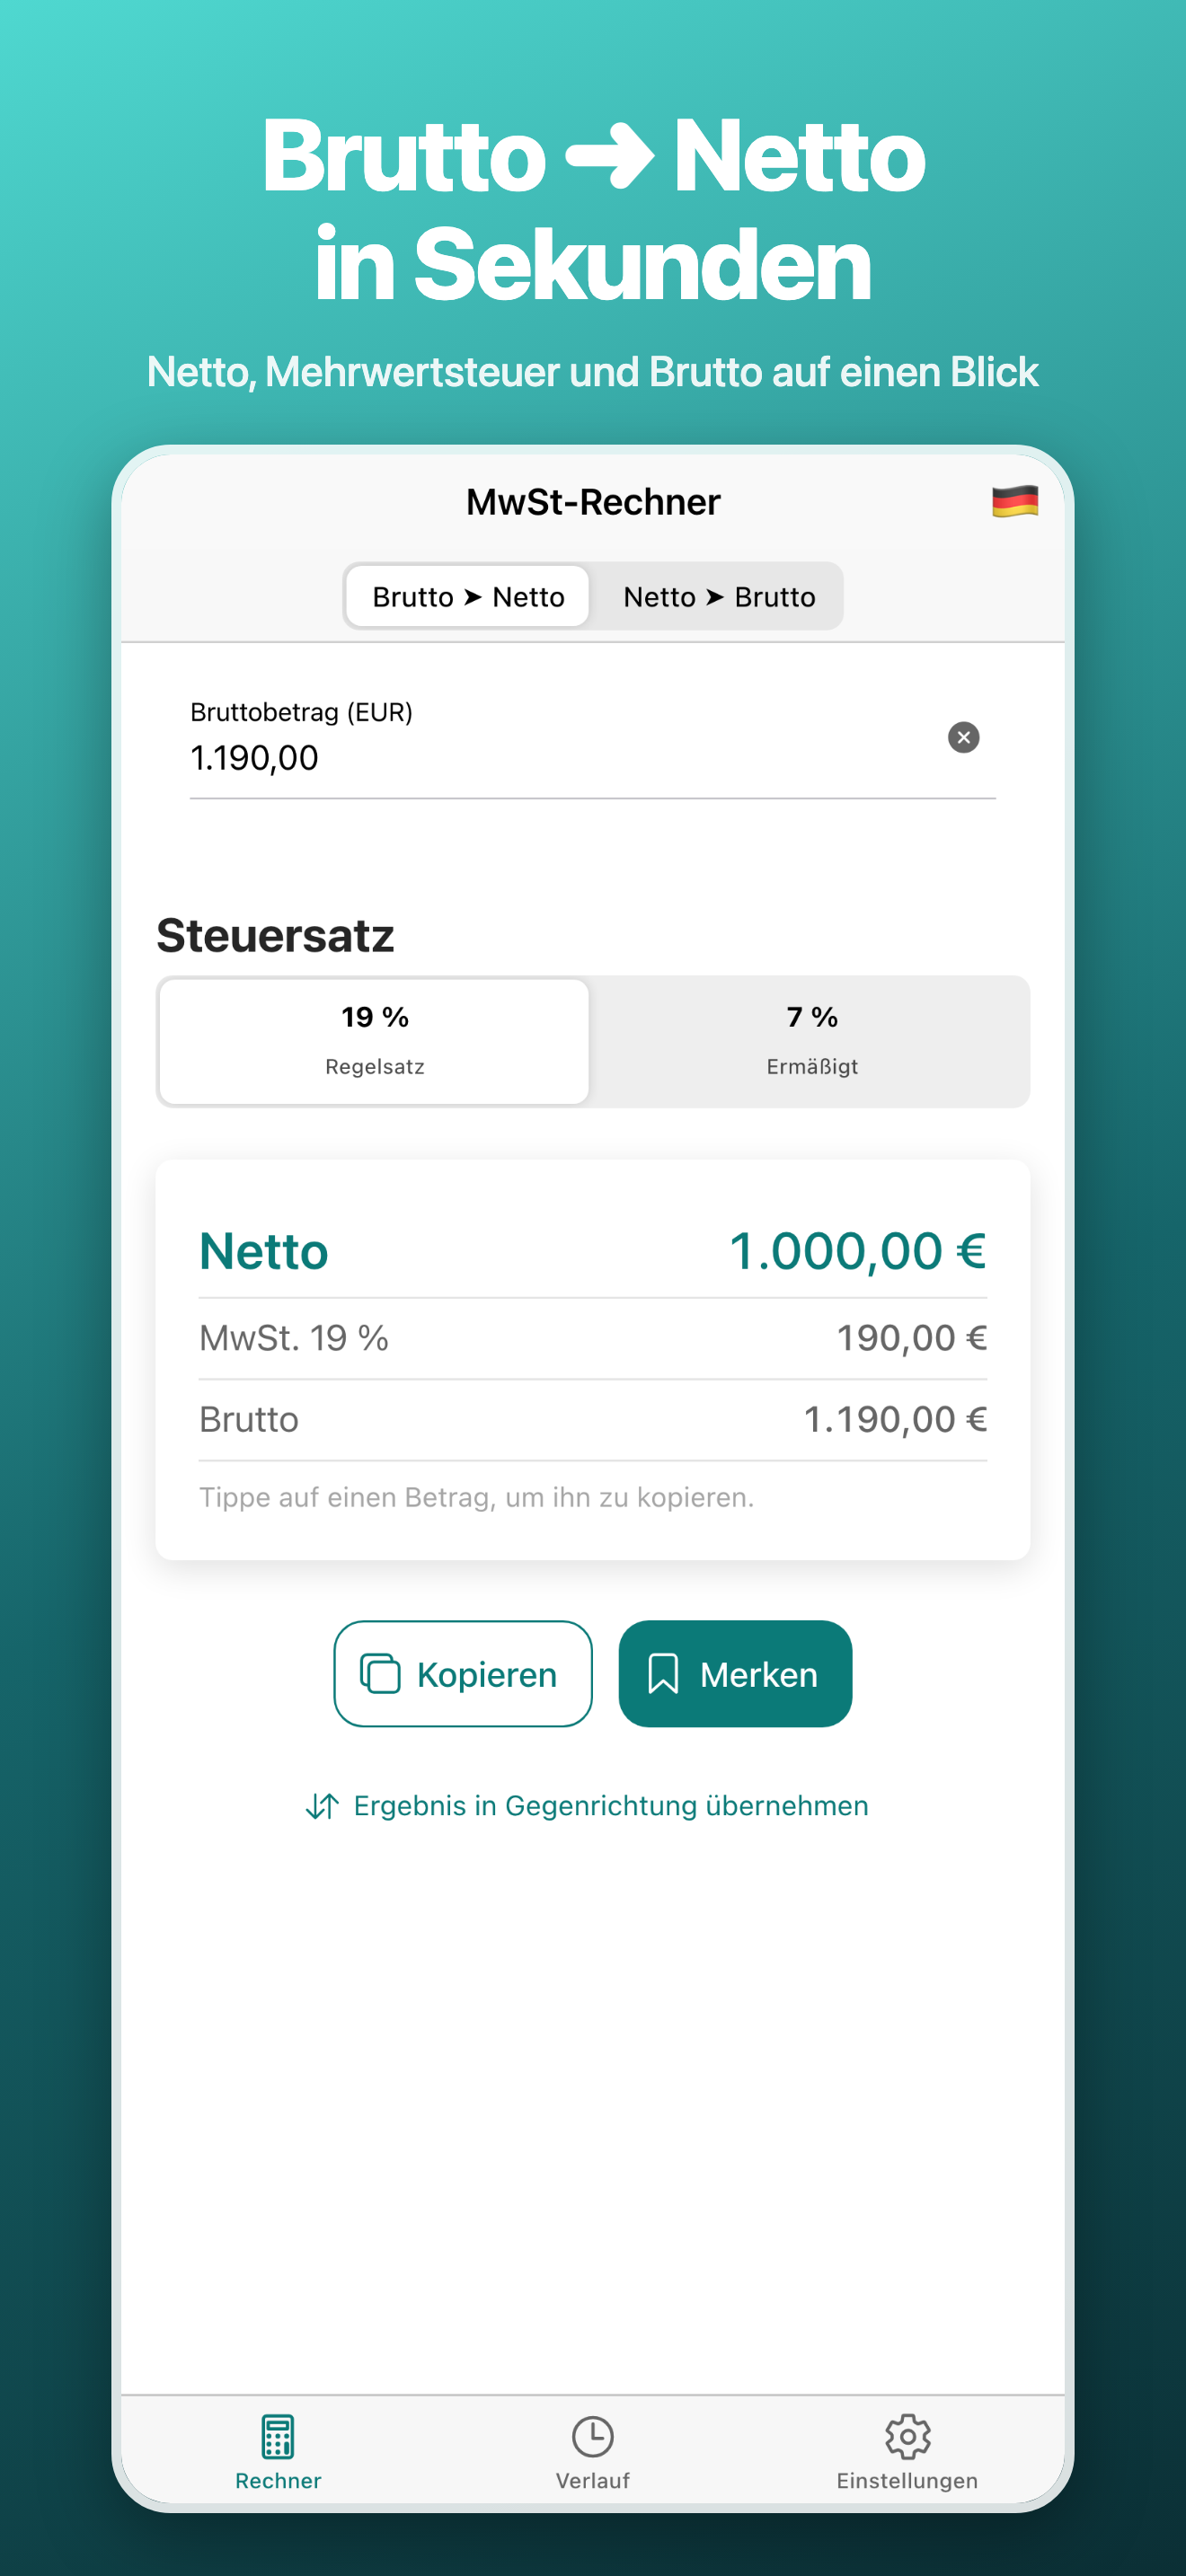 Brutto ➜ Netto
in Sekunden
Netto, Mehrwertsteuer und Brutto auf einen Blick
MwSt-Rechner
Brutto ➤ Netto
Netto ➤ Brutto
Bruttobetrag (EUR)
1.190,00
Steuersatz
19 %
Regelsatz
7 %
Ermäßigt
Netto 1.000,00 €
MwSt. 19 % 190,00 €
Brutto 1.190,00 €
Tippe auf einen Betrag, um ihn zu kopieren.
Kopieren
Merken
Ergebnis in Gegenrichtung übernehmen
Rechner
Verlauf
Einstellungen